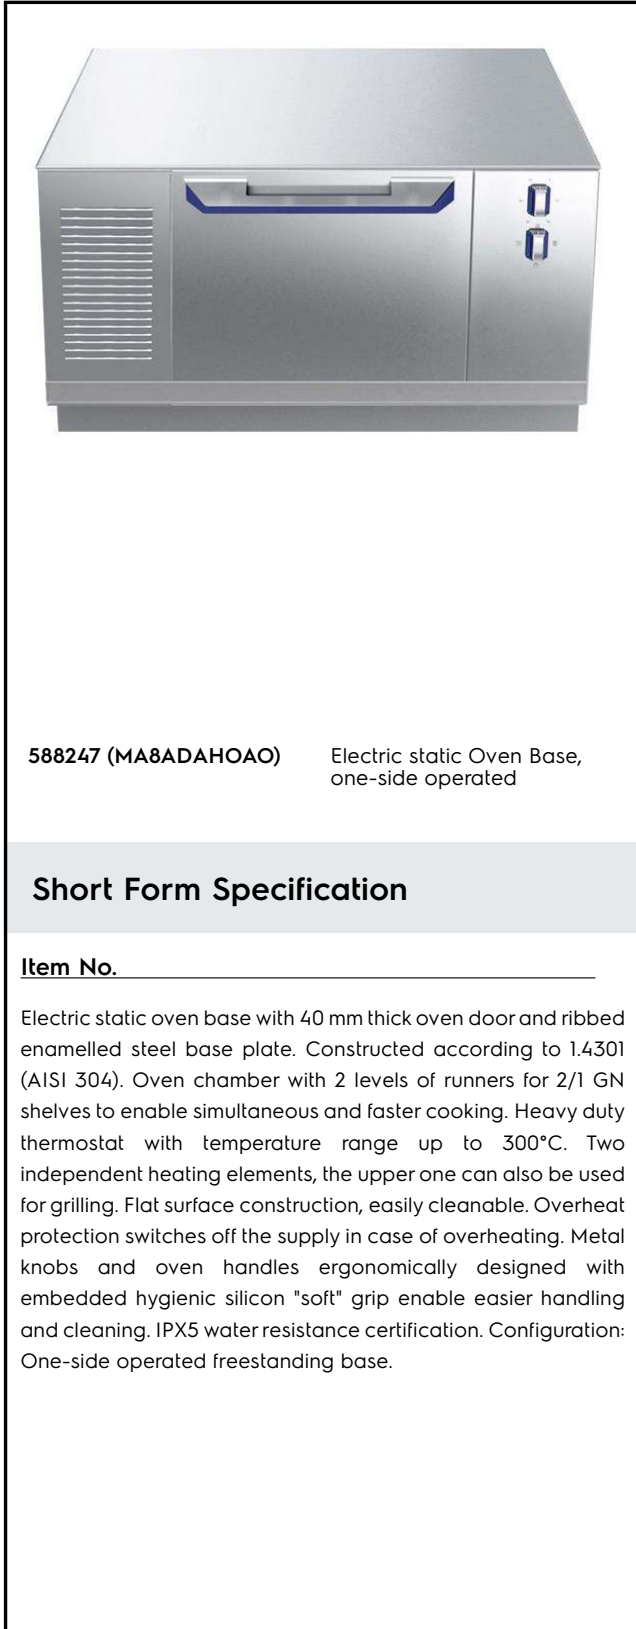 588247 (MA8ADAHOAO)
Electric static Oven Base,
one-side operated
Short Form Specification
Item No.
Electric static oven base with 40 mm thick oven door and ribbed
enamelled steel base plate. Constructed according to 1.4301
(AISI 304). Oven chamber with 2 levels of runners for 2/1 GN
shelves to enable simultaneous and faster cooking. Heavy duty
thermostat with temperature range up to 300°C. Two
independent heating elements, the upper one can also be used
for grilling. Flat surface construction, easily cleanable. Overheat
protection switches off the supply in case of overheating. Metal
knobs and oven handles ergonomically designed with
embedded hygienic silicon "soft" grip enable easier handling
and cleaning. IPX5 water resistance certification. Configuration:
One-side operated freestanding base.